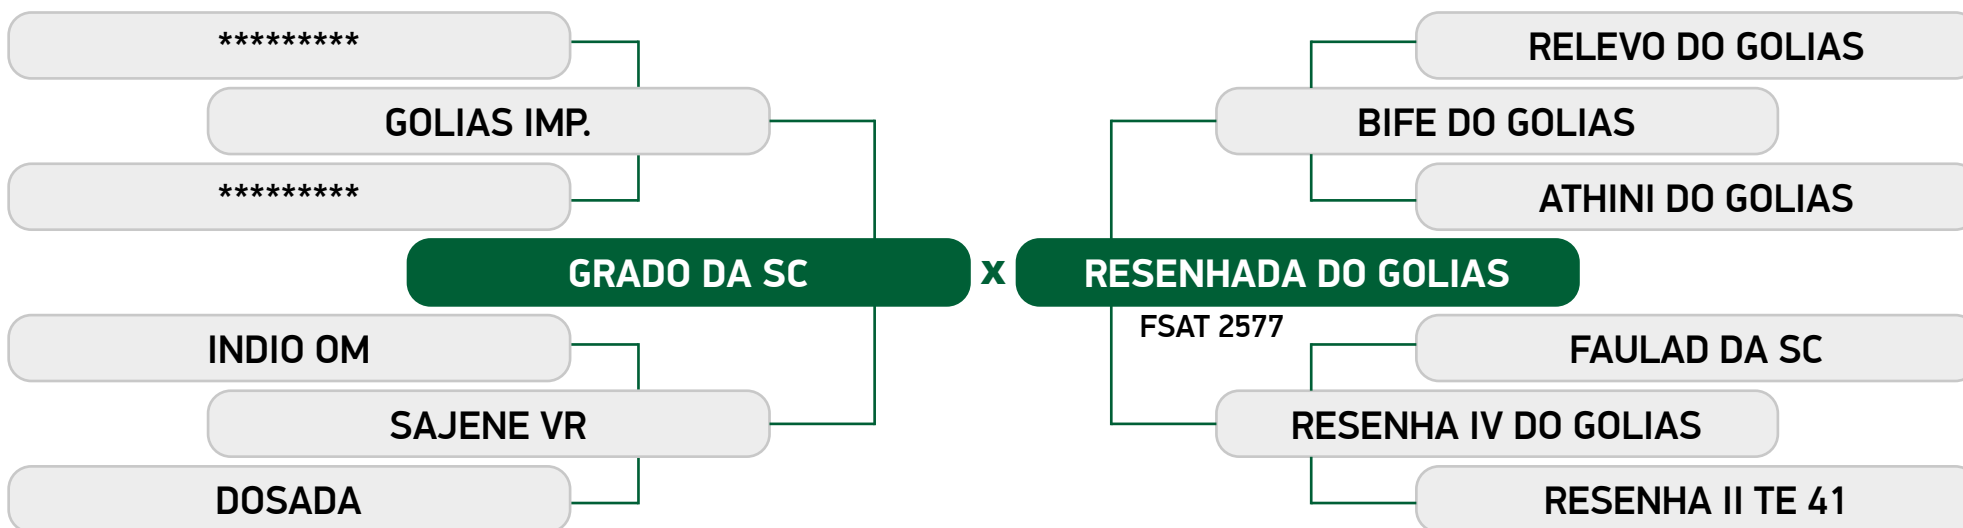 *********
RELEVO DO GOLIAS
GOLIAS IMP.
BIFE DO GOLIAS
*********
ATHINI DO GOLIAS
GRADO DA SC
x
RESENHADA DO GOLIAS
FSAT 2577
INDIO OM
FAULAD DA SC
SAJENE VR
RESENHA IV DO GOLIAS
DOSADA
RESENHA II TE 41